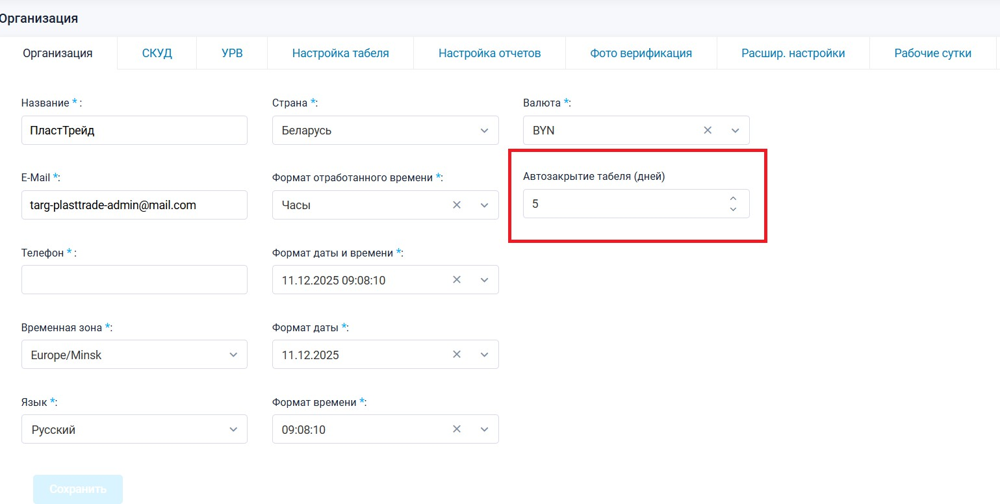 Организация
Организация СКУД УРВ Настройка табеля Настройка отчетов Фото верификация Расшир. настройки Рабочие сутки
Название * : Страна *: Валюта *:
ПластТрейд Беларусь BYN
E-Mail *: Формат отработанного времени *: Автозакрытие табеля (дней)
targ-plasttrade-admin@mail.com Часы 5
Телефон * : Формат даты и времени *:
11.12.2025 09:08:10
Временная зона *: Формат даты *:
Europe/Minsk 11.12.2025
Язык *: Формат времени *:
Русский 09:08:10
Сохранить